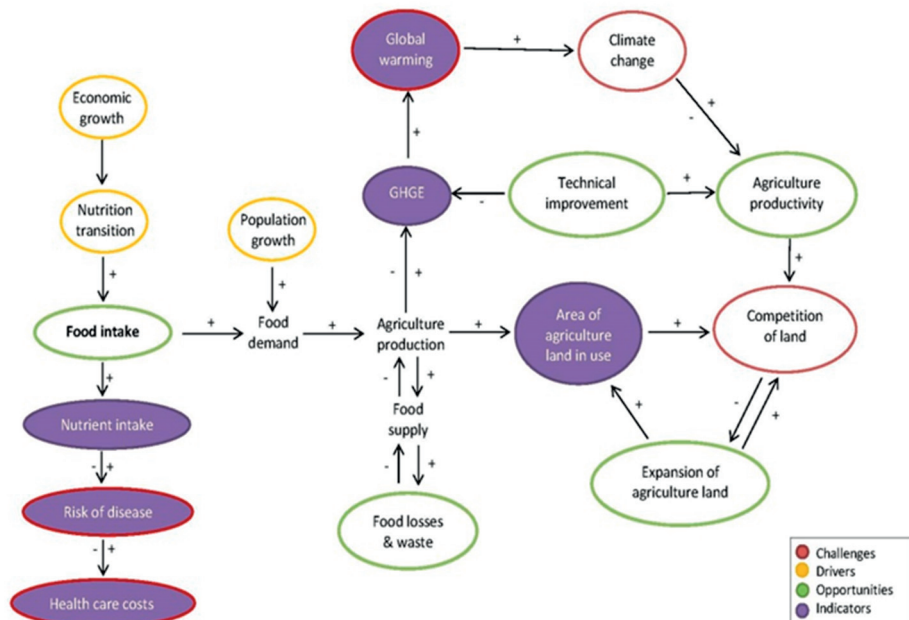 Global
warming
+
Climate
change
Economic
growth
+
-
+
GHGE
-
Technical
improvement
+
Agriculture
productivity
Nutrition
transition
Population
growth
+
+
-
+
+
Food intake
+
Food
demand
+
Agriculture
production
+
Area of
agriculture
land in use
+
Competition
of land
+
-
+
Nutrient intake
Food
supply
+
-
+
-
+
-
+
Expansion of
agriculture land
Risk of disease
Food losses
& waste
-
+
Health care costs
Challenges
Drivers
Opportunities
Indicators